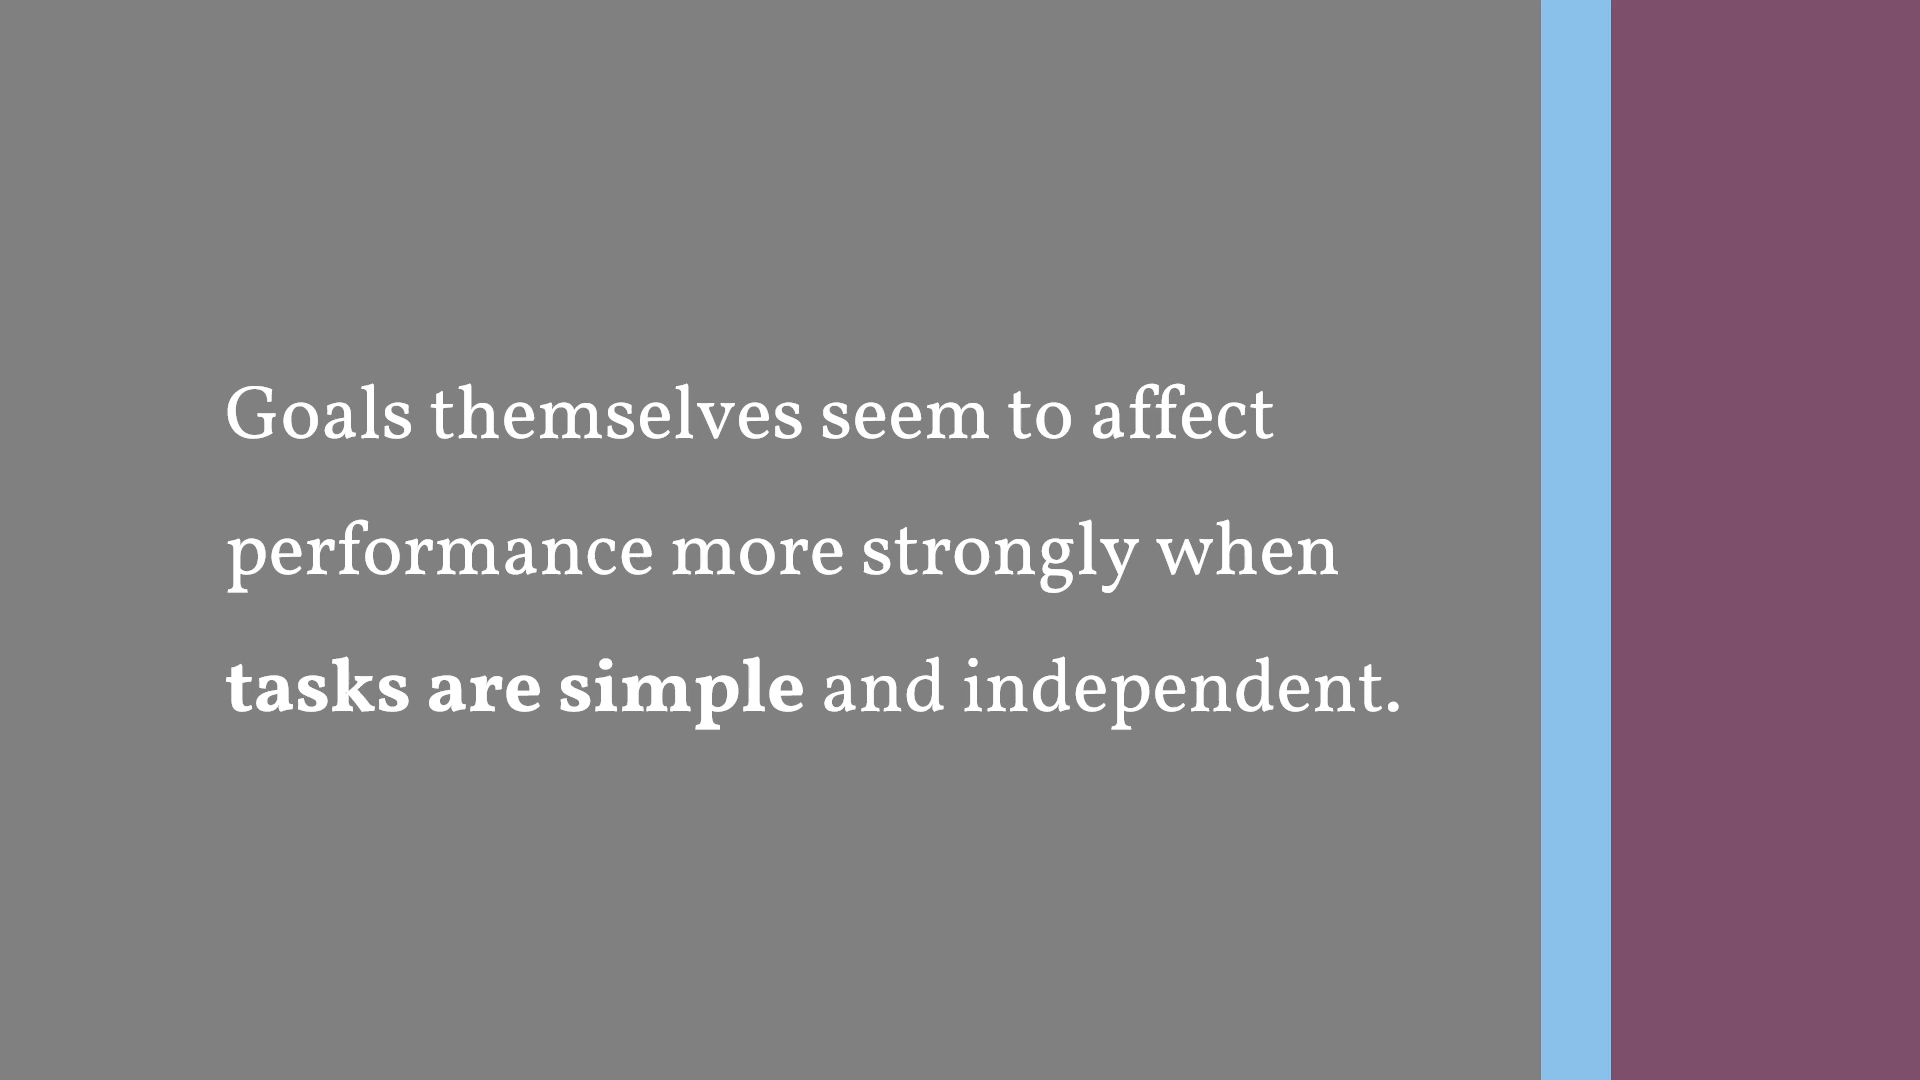 Goals themselves seem to affect
performance more strongly when
tasks are simple and independent.